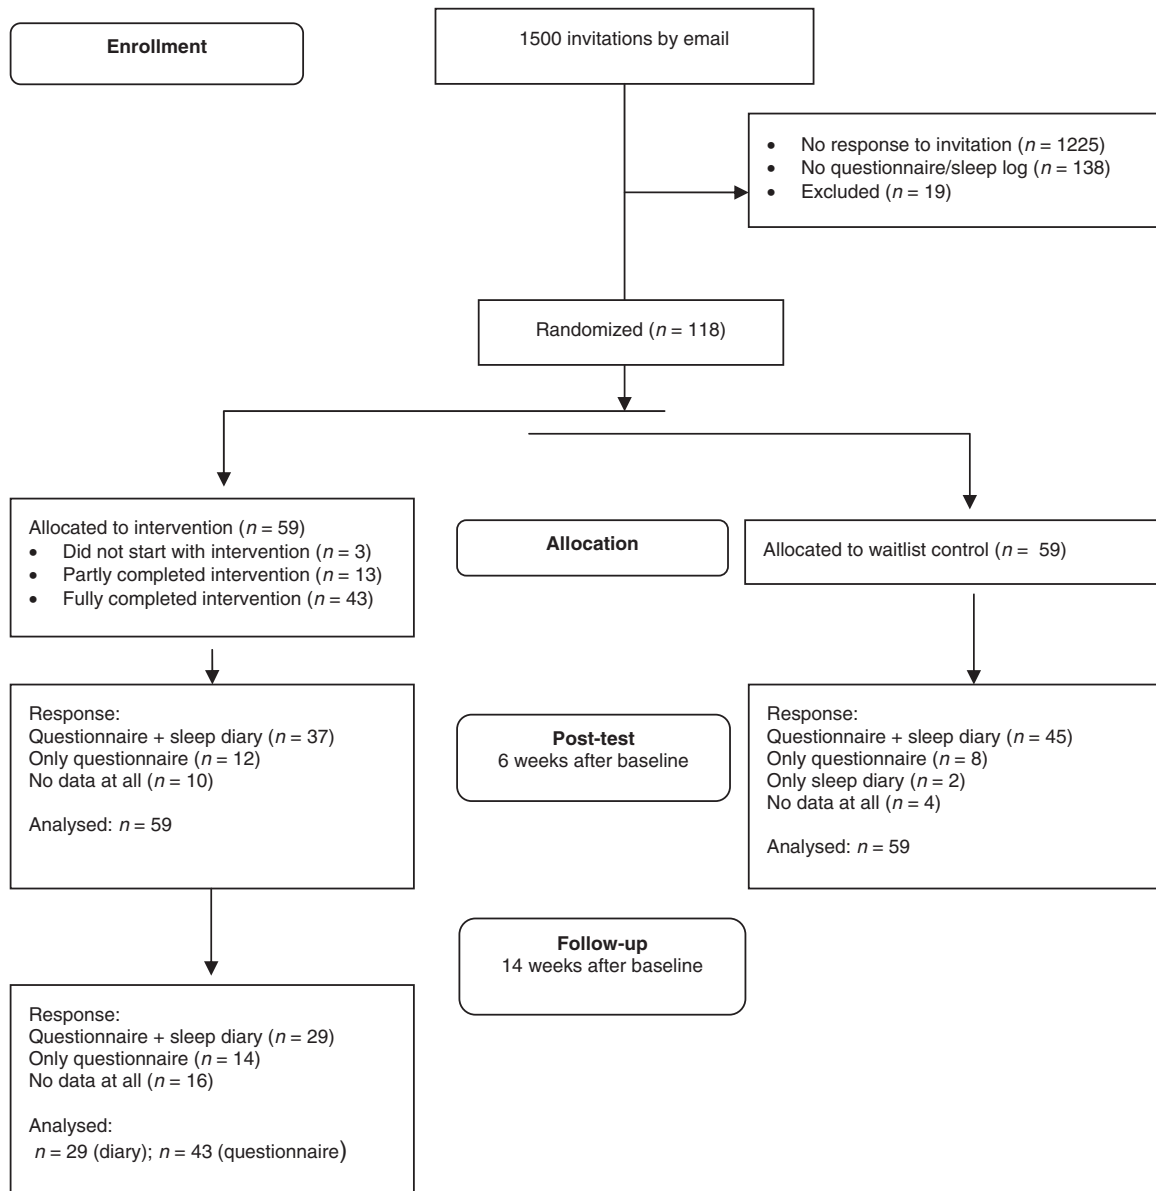 Enrollment
1500 invitations by email
• No response to invitation (n = 1225)
• No questionnaire/sleep log (n = 138)
• Excluded (n = 19)
Randomized (n = 118)
Allocated to intervention (n = 59)
• Did not start with intervention (n = 3)
• Partly completed intervention (n = 13)
• Fully completed intervention (n = 43)
Allocation
Allocated to waitlist control (n = 59)
Response:
Questionnaire + sleep diary (n = 37)
Only questionnaire (n = 12)
No data at all (n = 10)
Analysed: n = 59
Post-test
6 weeks after baseline
Response:
Questionnaire + sleep diary (n = 45)
Only questionnaire (n = 8)
Only sleep diary (n = 2)
No data at all (n = 4)
Analysed: n = 59
Follow-up
14 weeks after baseline
Response:
Questionnaire + sleep diary (n = 29)
Only questionnaire (n = 14)
No data at all (n = 16)
Analysed:
n = 29 (diary); n = 43 (questionnaire)